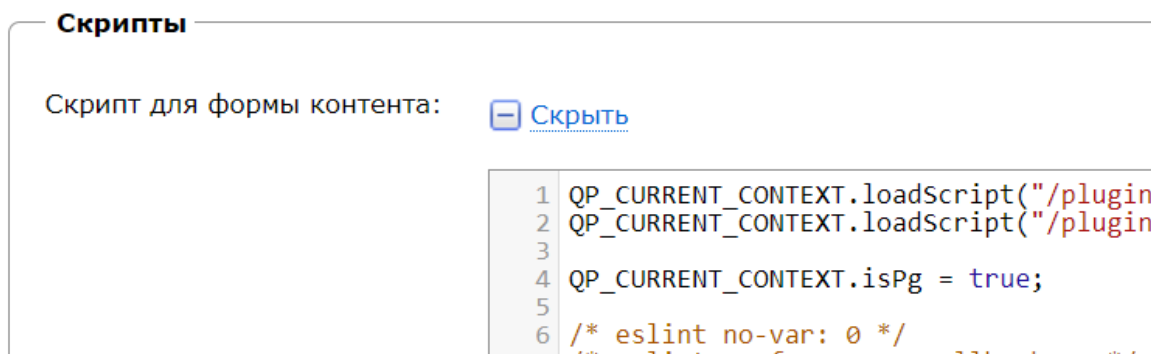 Скрипты
Скрипт для формы контента:
Скрыть
1 QP_CURRENT_CONTEXT.loadScript("/plugin
2 QP_CURRENT_CONTEXT.loadScript("/plugin
3
4 QP_CURRENT_CONTEXT.isPg = true;
5
6 /* eslint no-var: 0 */